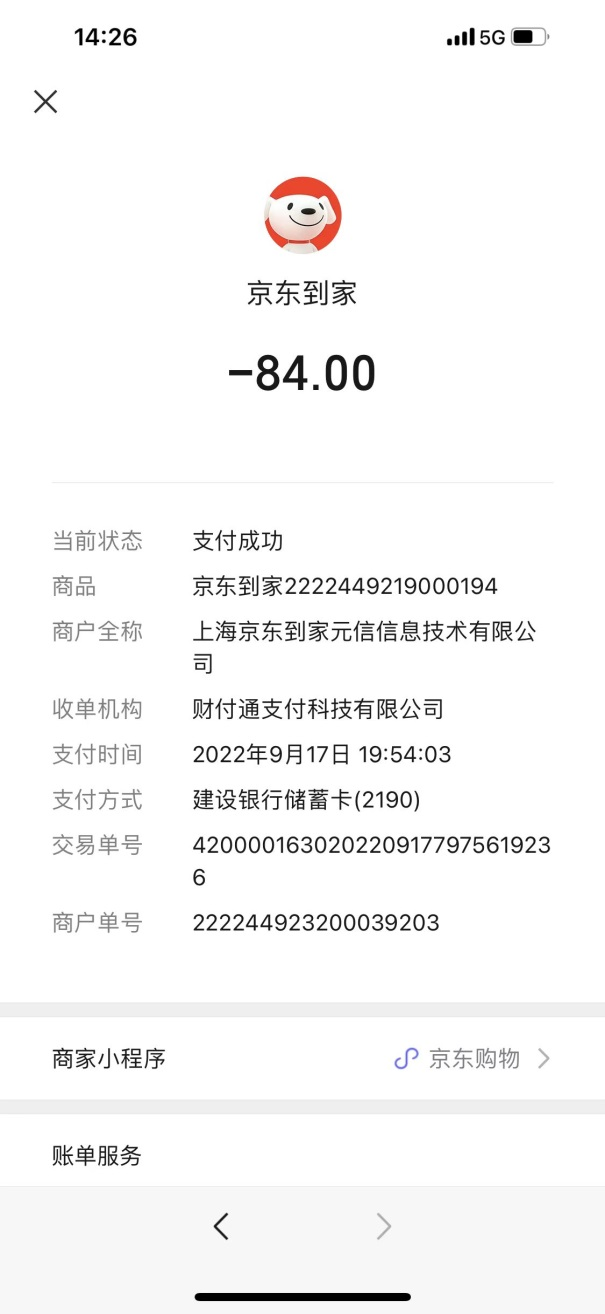 14:26
5G
京东到家
-84.00
当前状态 支付成功
商品 京东到家2222449219000194
商户全称 上海京东到家元信信息技术有限公
司
收单机构 财付通支付科技有限公司
支付时间 2022年9月17日 19:54:03
支付方式 建设银行储蓄卡(2190)
交易单号 420000163020220917797561923
6
商户单号 222244923200039203
商家小程序 京东购物
账单服务